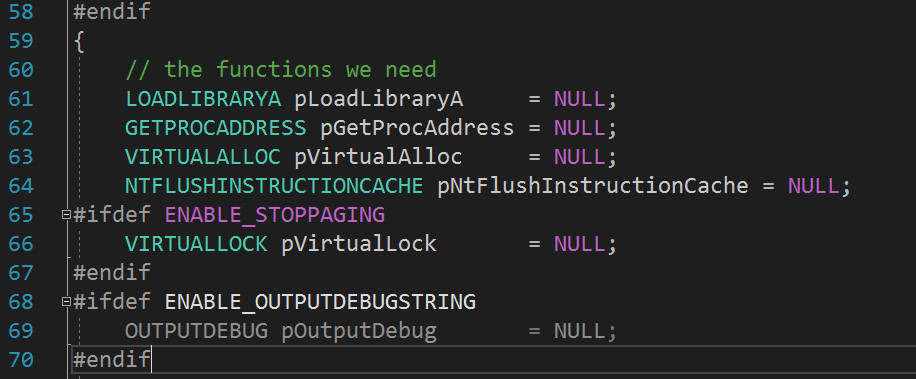 58 #endif
59 {
60 // the functions we need
61 LOADLIBRARYA pLoadLibraryA = NULL;
62 GETPROCADDRESS pGetProcAddress = NULL;
63 VIRTUALALLOC pVirtualAlloc = NULL;
64 NTFLUSHINSTRUCTIONCACHE pNtFlushInstructionCache = NULL;
65 #ifdef ENABLE_STOPPAGING
66 VIRTUALLOCK pVirtualLock = NULL;
67 #endif
68 #ifdef ENABLE_OUTPUTDEBUGSTRING
69 OUTPUTDEBUG pOutputDebug = NULL;
70 #endif